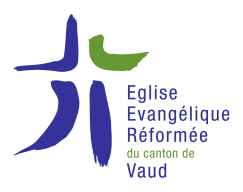 Eglise
Evangélique
Réformée
du canton de
Vaud